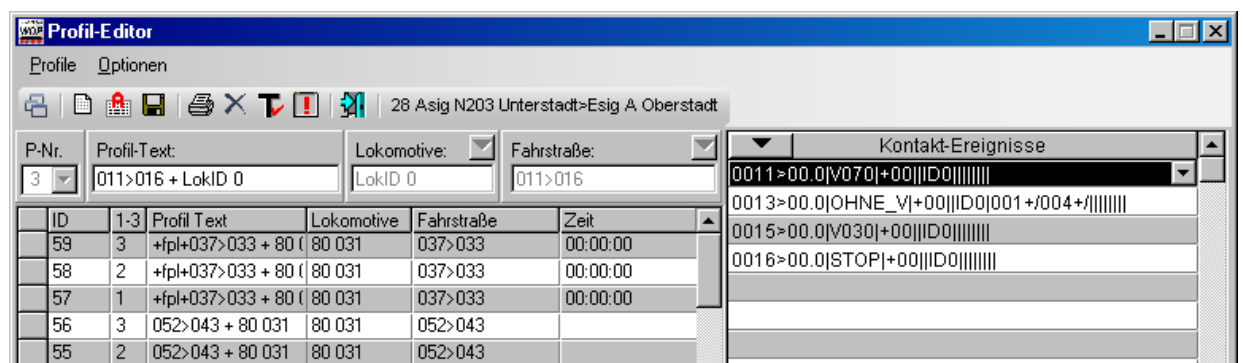 WDP Profil-Editor
Profile Optionen
28 Asig N203 Unterstadt>Esig A Oberstadt
P-Nr. Profil-Text: Lokomotive: Fahrstraße:
3 011>016 + LokID 0 LokID 0 011>016
ID 1-3 Profil Text Lokomotive Fahrstraße Zeit
59 3 +fpl+037>033 + 80 ( 80 031 037>033 00:00:00
58 2 +fpl+037>033 + 80 ( 80 031 037>033 00:00:00
57 1 +fpl+037>033 + 80 ( 80 031 037>033 00:00:00
56 3 052>043 + 80 031 80 031 052>043
55 2 052>043 + 80 031 80 031 052>043
Kontakt-Ereignisse
0011>00.0|V070|+00||ID0||||||||
0013>00.0|OHNE_V|+00||ID0|001+/004+/|||||||
0015>00.0|V030|+00||ID0||||||||
0016>00.0|STOP|+00||ID0||||||||